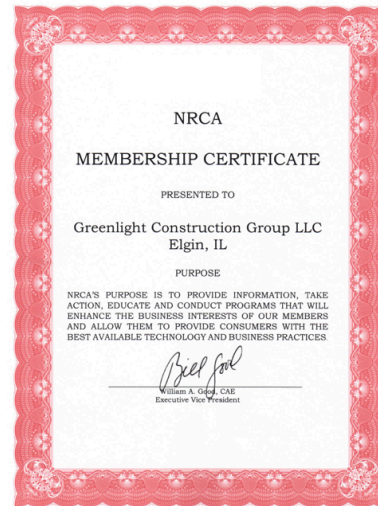 NRCA
MEMBERSHIP CERTIFICATE
PRESENTED TO
Greenlight Construction Group LLC
Elgin, IL
PURPOSE
NRCA'S PURPOSE IS TO PROVIDE INFORMATION, TAKE
ACTION, EDUCATE AND CONDUCT PROGRAMS THAT WILL
ENHANCE THE BUSINESS INTERESTS OF OUR MEMBERS
AND ALLOW THEM TO PROVIDE CONSUMERS WITH THE
BEST AVAILABLE TECHNOLOGY AND BUSINESS PRACTICES
Bill Good
William A. Good, CAE
Executive Vice President